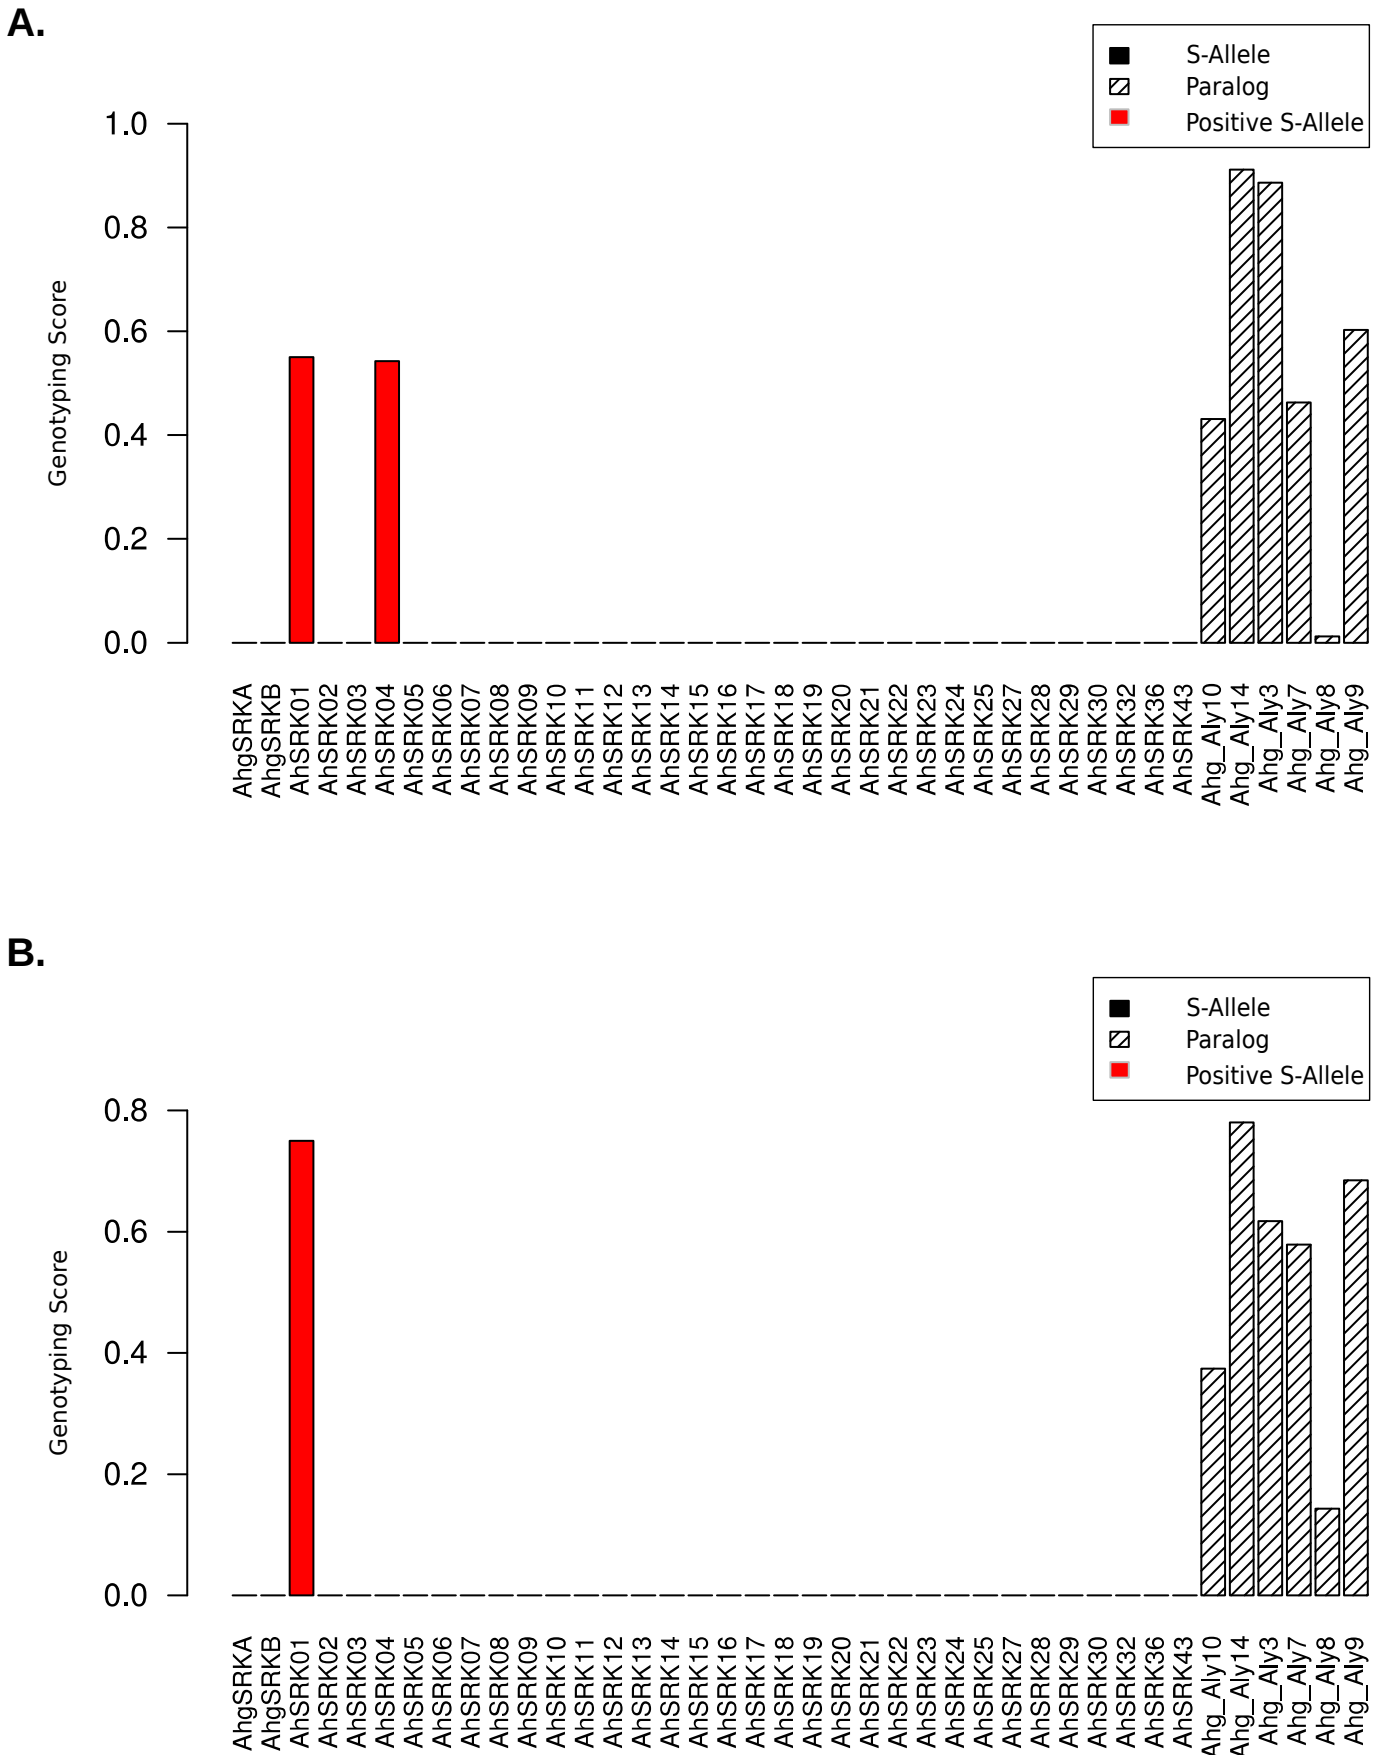 A.
S-Allele
Paralog
Positive S-Allele
1.0
0.8
0.6
0.4
0.2
0.0
Genotyping Score
AhgSRKA
AhgSRKB
AhSRK01
AhSRK02
AhSRK03
AhSRK04
AhSRK05
AhSRK06
AhSRK07
AhSRK08
AhSRK09
AhSRK10
AhSRK11
AhSRK12
AhSRK13
AhSRK14
AhSRK15
AhSRK16
AhSRK17
AhSRK18
AhSRK19
AhSRK20
AhSRK21
AhSRK22
AhSRK23
AhSRK24
AhSRK25
AhSRK27
AhSRK28
AhSRK29
AhSRK30
AhSRK32
AhSRK36
AhSRK43
Ahg_Aly10
Ahg_Aly14
Ahg_Aly3
Ahg_Aly7
Ahg_Aly8
Ahg_Aly9
B.
S-Allele
Paralog
Positive S-Allele
0.8
0.6
0.4
0.2
0.0
Genotyping Score
AhgSRKA
AhgSRKB
AhSRK01
AhSRK02
AhSRK03
AhSRK04
AhSRK05
AhSRK06
AhSRK07
AhSRK08
AhSRK09
AhSRK10
AhSRK11
AhSRK12
AhSRK13
AhSRK14
AhSRK15
AhSRK16
AhSRK17
AhSRK18
AhSRK19
AhSRK20
AhSRK21
AhSRK22
AhSRK23
AhSRK24
AhSRK25
AhSRK27
AhSRK28
AhSRK29
AhSRK30
AhSRK32
AhSRK36
AhSRK43
Ahg_Aly10
Ahg_Aly14
Ahg_Aly3
Ahg_Aly7
Ahg_Aly8
Ahg_Aly9